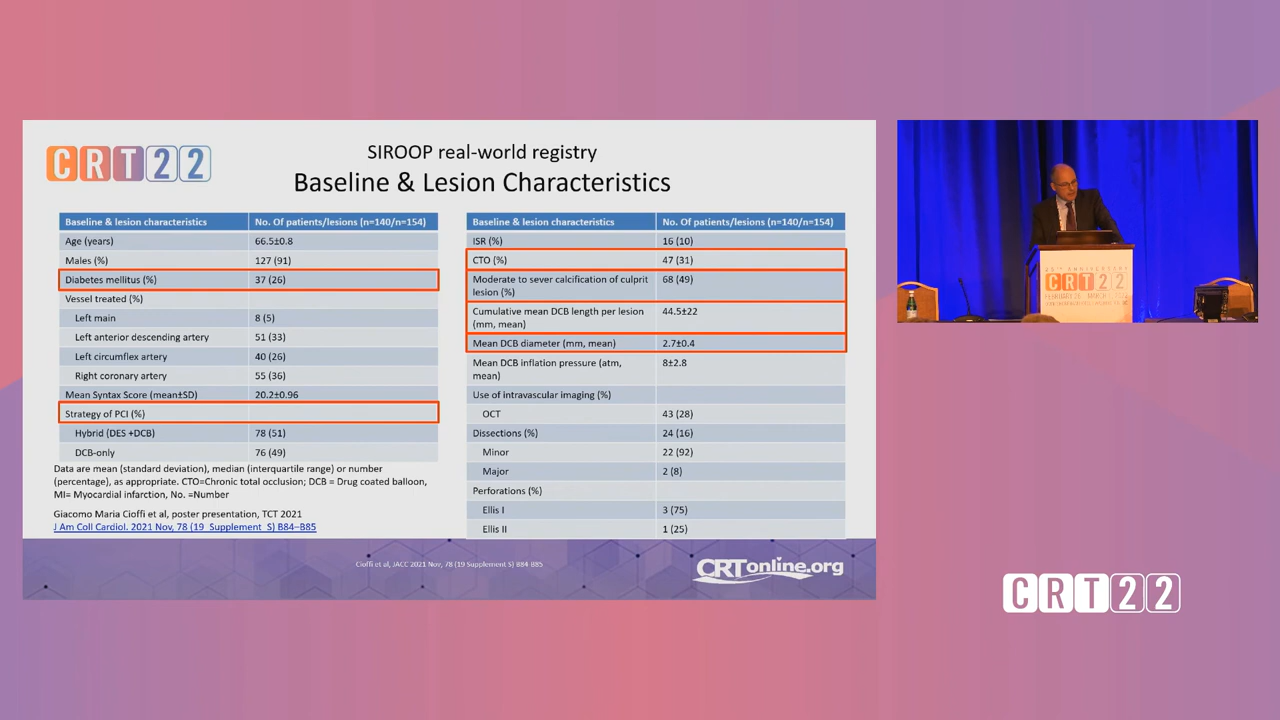 CRT22
SIROOP real-world registry
Baseline & Lesion Characteristics
Baseline & lesion characteristics No. Of patients/lesions (n=140/n=154)
Age (years) 66.5±0.8
Males (%) 127 (91)
Diabetes mellitus (%) 37 (26)
Vessel treated (%)
Left main 8 (5)
Left anterior descending artery 51 (33)
Left circumflex artery 40 (26)
Right coronary artery 55 (36)
Mean Syntax Score (mean±SD) 20.2±0.96
Strategy of PCI (%)
Hybrid (DES +DCB) 78 (51)
DCB-only 76 (49)
Data are mean (standard deviation), median (interquartile range) or number
(percentage), as appropriate. CTO=Chronic total occlusion; DCB = Drug coated balloon,
MI= Myocardial infarction, No. =Number
Giacomo Maria Cioffi et al, poster presentation, TCT 2021
J Am Coll Cardiol. 2021 Nov, 78 (19_Supplement_S) B84–B85
Baseline & lesion characteristics No. Of patients/lesions (n=140/n=154)
ISR (%) 16 (10)
CTO (%) 47 (31)
Moderate to sever calcification of culprit 68 (49)
lesion (%)
Cumulative mean DCB length per lesion 44.5±22
(mm, mean)
Mean DCB diameter (mm, mean) 2.7±0.4
Mean DCB inflation pressure (atm, 8±2.8
mean)
Use of intravascular imaging (%)
OCT 43 (28)
Dissections (%) 24 (16)
Minor 22 (92)
Major 2 (8)
Perforations (%)
Ellis I 3 (75)
Ellis II 1 (25)
Cioffi et al, JACC 2021 Nov, 78 (19 Supplement S) B84-B85
CRTonline.org
CRT22
CRT22